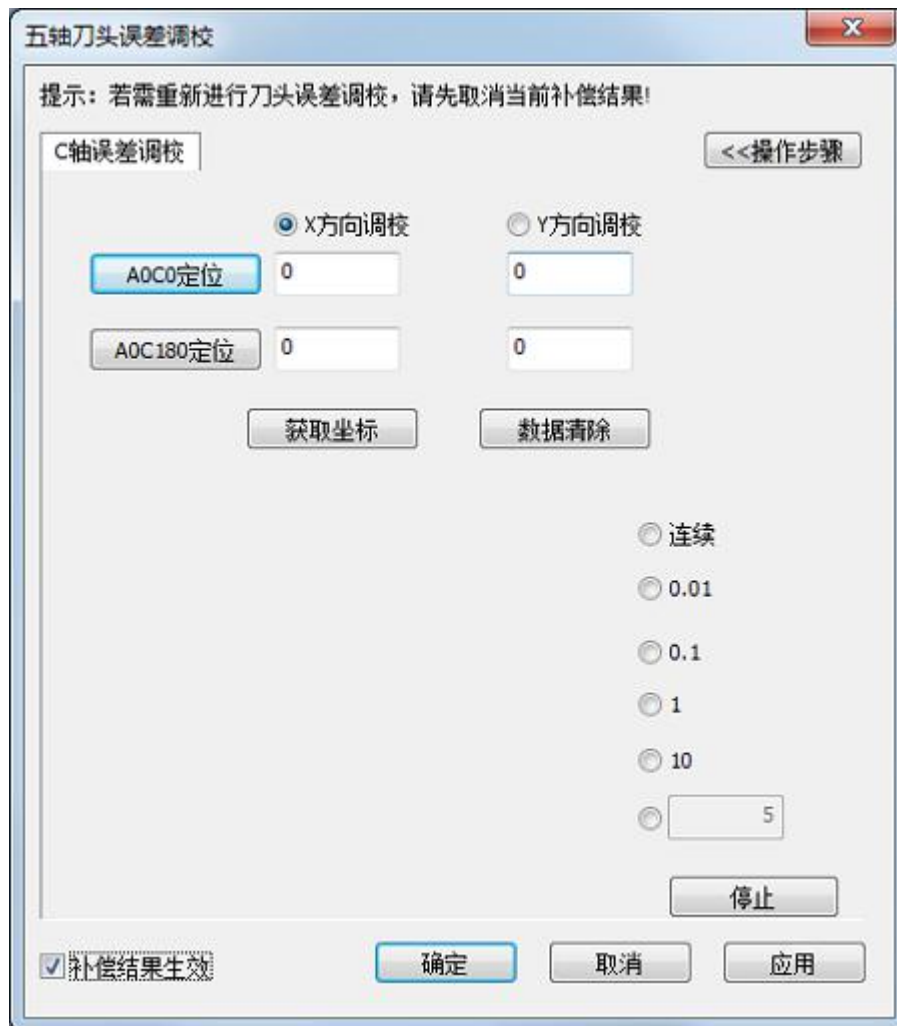 五轴刀头误差调校
提示：若需重新进行刀头误差调校，请先取消当前补偿结果!
C轴误差调校
<<操作步骤
X方向调校 Y方向调校
A0C0定位 0 0
A0C180定位 0 0
获取坐标 数据清除
连续
0.01
0.1
1
10
5
停止
补偿结果生效 确定 取消 应用